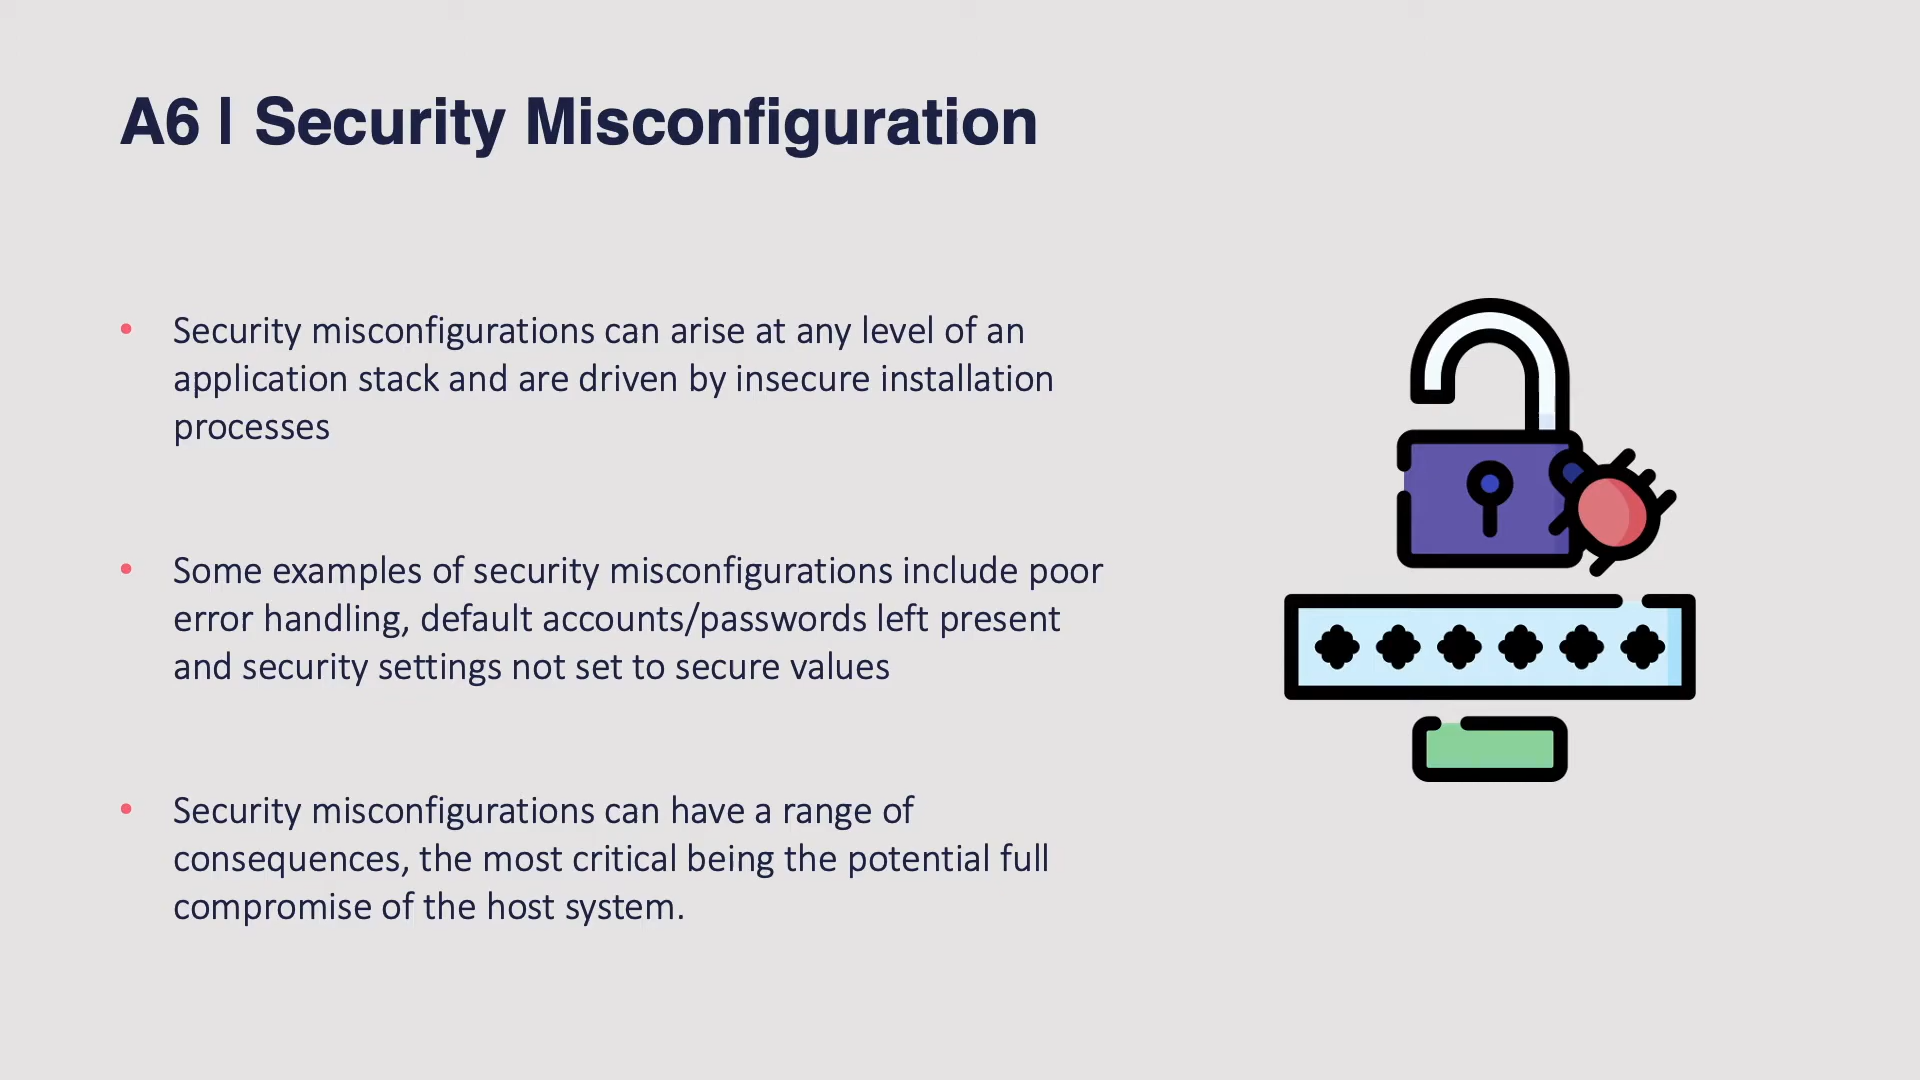 A6 | Security Misconfiguration
• Security misconfigurations can arise at any level of an
application stack and are driven by insecure installation
processes
• Some examples of security misconfigurations include poor
error handling, default accounts/passwords left present
and security settings not set to secure values
• Security misconfigurations can have a range of
consequences, the most critical being the potential full
compromise of the host system.